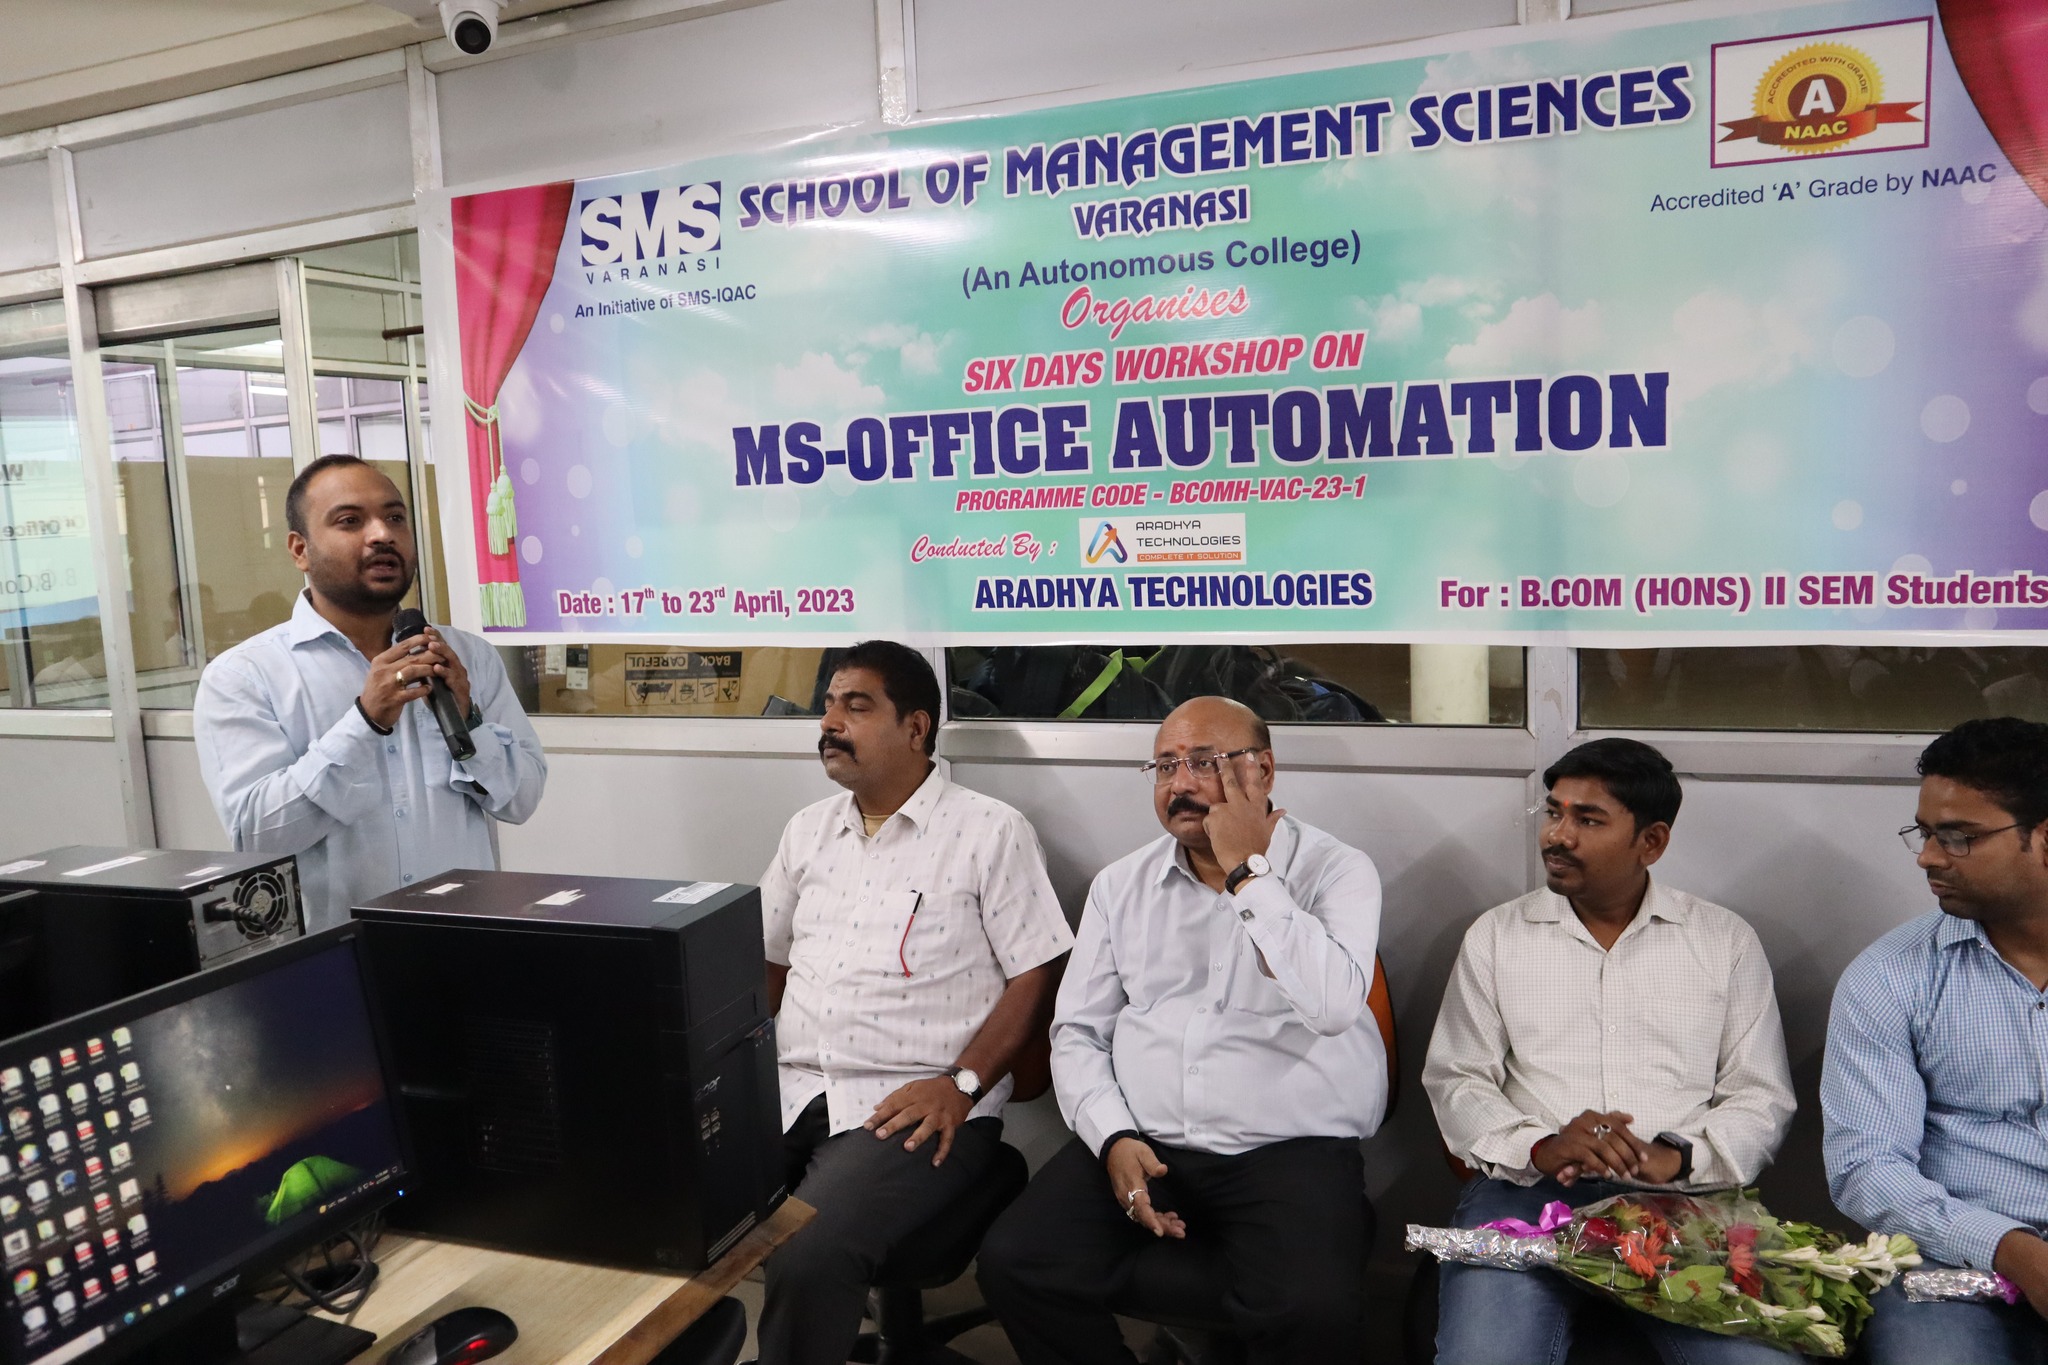 SCHOOL OF MANAGEMENT SCIENCES
VARANASI
(An Autonomous College)
Organises
SIX DAYS WORKSHOP ON
MS-OFFICE AUTOMATION
PROGRAMME CODE - BCOMH-VAC-23-1
Conducted By :
ARADHYA
TECHNOLOGIES
COMPLETE IT SOLUTION
ARADHYA TECHNOLOGIES
Date : 17th to 23rd April, 2023
For : B.COM (HONS) II SEM Students
SMS
VARANASI
An Initiative of SMS-IQAC
ACCREDITED WITH GRADE
A
NAAC
Accredited 'A' Grade by NAAC
BACK
CAREFUL
acer
acer